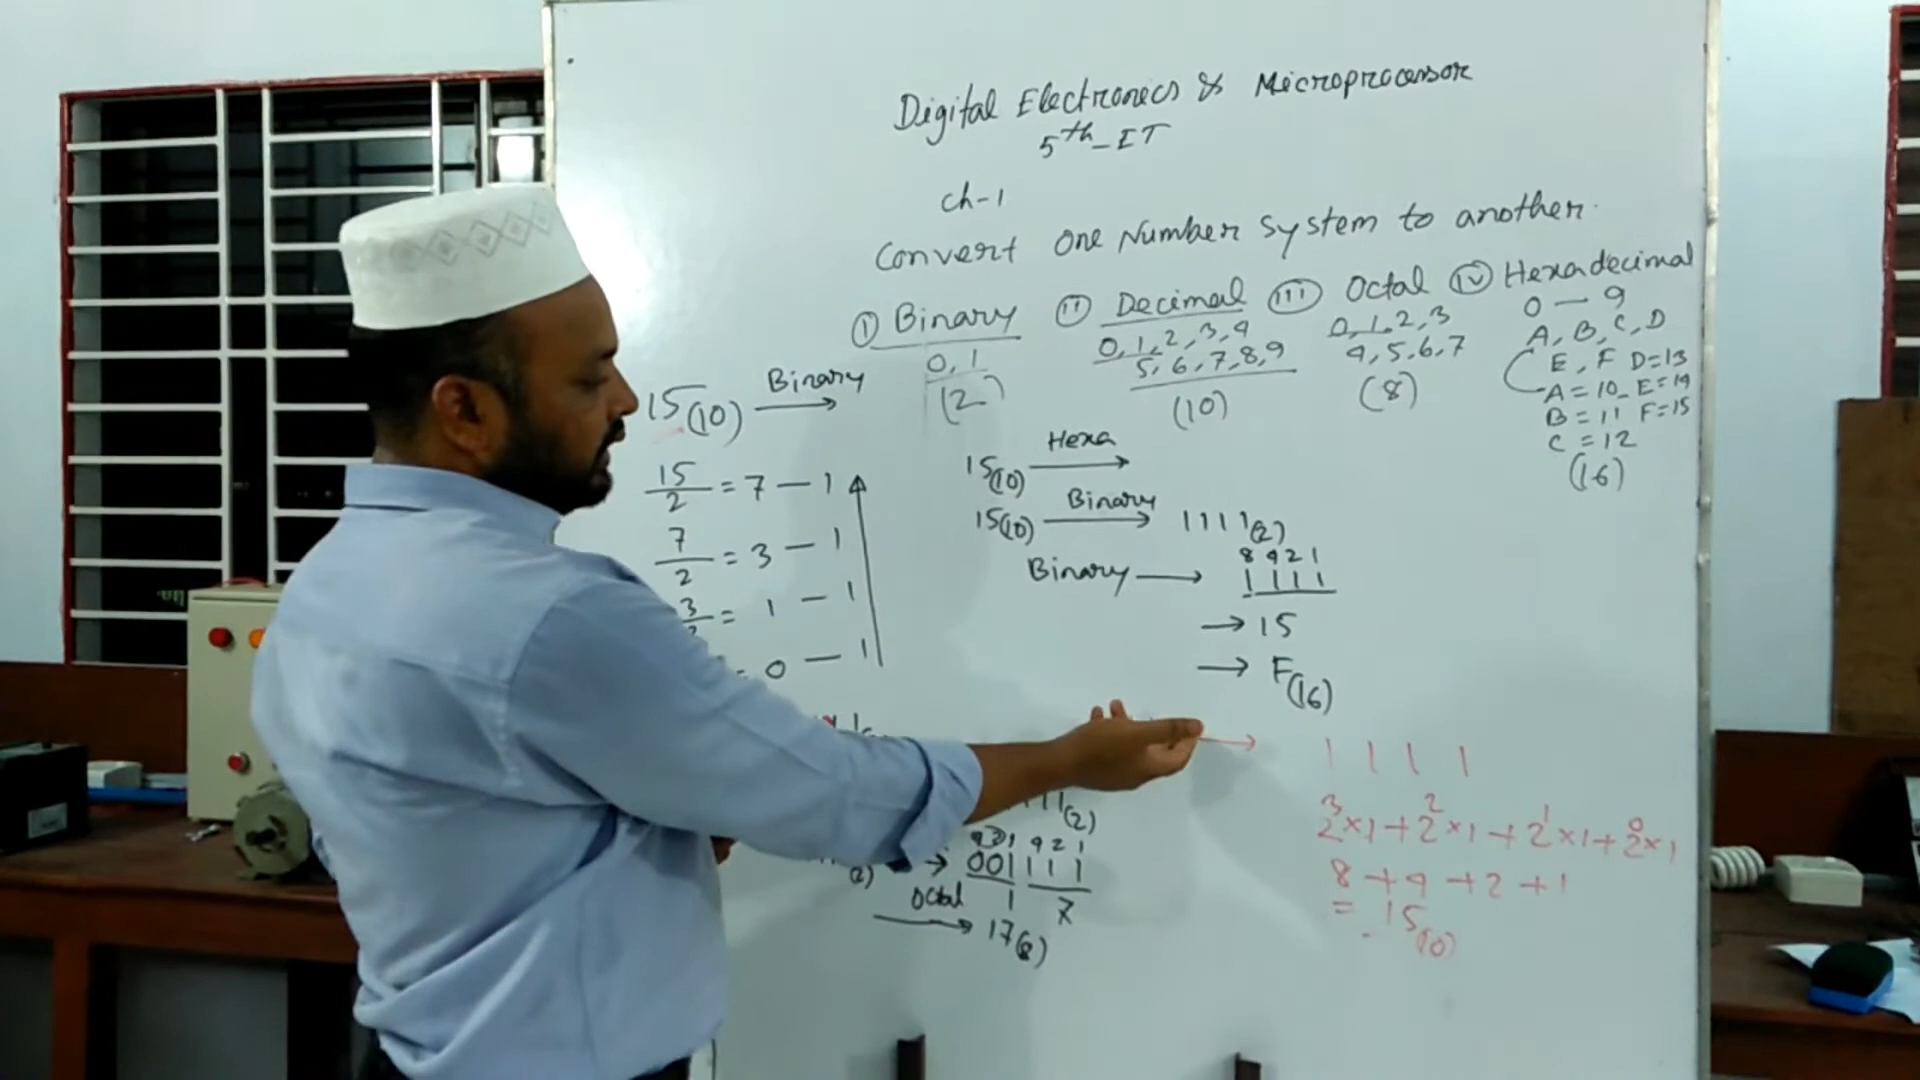 Digital Electronics & Microprocessor
5th - ET
Ch-1
Convert One Number System to another.
(i) Binary (ii) Decimal (iii) Octal (iv) Hexadecimal
0, 1
(2)
0, 1, 2, 3, 4
5, 6, 7, 8, 9
(10)
0, 1, 2, 3
4, 5, 6, 7
(8)
0 — 9
A, B, C, D
E, F D=13
A = 10 E=14
B = 11 F=15
C = 12
(16)
15(10) → Binary
15/2 = 7 — 1
7/2 = 3 — 1
3/2 = 1 — 1
= 0 — 1
15(10) → Hexa
15(10) → Binary 1111(2)
8 4 2 1
Binary → 1 1 1 1
→ 15
→ F(16)
11(2)
4 2 1 4 2 1
(2) → 001 111
1 7
Octal → 17(8)
→ 1 1 1 1
2³×1 + 2²×1 + 2¹×1 + 2⁰×1
8 + 4 + 2 + 1
= 15(10)